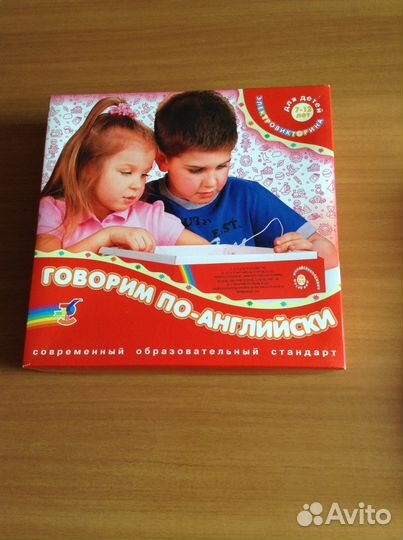 для детей
7-12
лет
электровикторина
ГОВОРИМ ПО-АНГЛИЙСКИ
современный образовательный стандарт
Avito